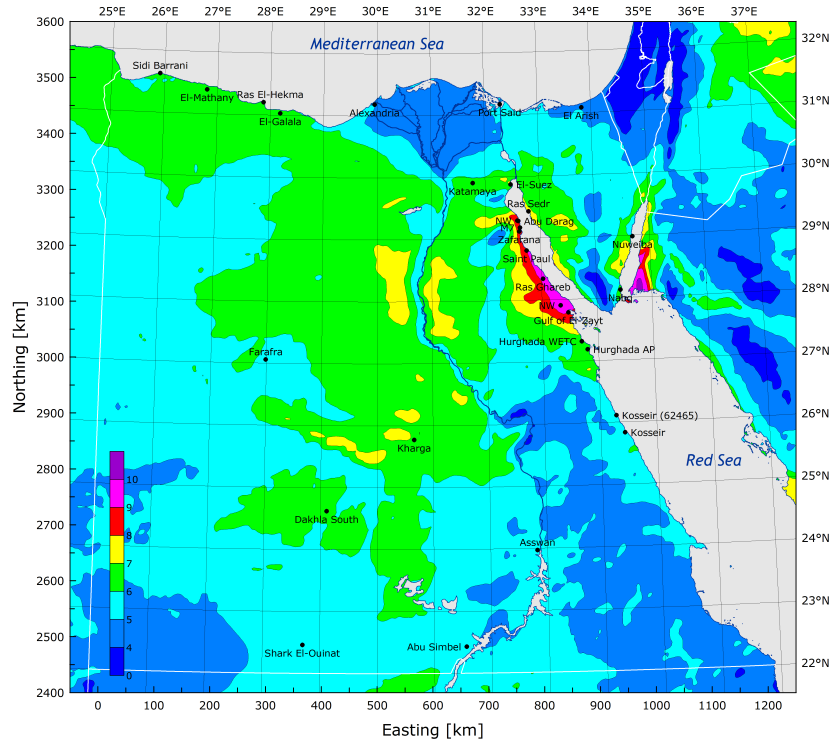 25°E 26°E 27°E 28°E 29°E 30°E 31°E 32°E 33°E 34°E 35°E 36°E 37°E
3600
Mediterranean Sea
32°N
Sidi Barrani
3500
El-Mathany
Ras El-Hekma
31°N
El-Galala
Alexandria
Port Said
El Arish
3400
30°N
3300
Katamaya
El-Suez
Ras Sedr
NW
Abu Darag
M7
29°N
3200
Zafarana
Nuweiba
Saint Paul
Ras Ghareb
Nabq
28°N
3100
NW
Gulf of El-Zayt
Hurghada WETC
Hurghada AP
27°N
3000
Farafra
Northing [km]
2900
Kosseir (62465)
26°N
Kosseir
Kharga
Red Sea
2800
25°N
10
9
8
7
6
5
4
0
2700
Dakhla South
24°N
Asswan
2600
23°N
2500
Shark El-Ouinat
Abu Simbel
22°N
2400
0 100 200 300 400 500 600 700 800 900 1000 1100 1200
Easting [km]